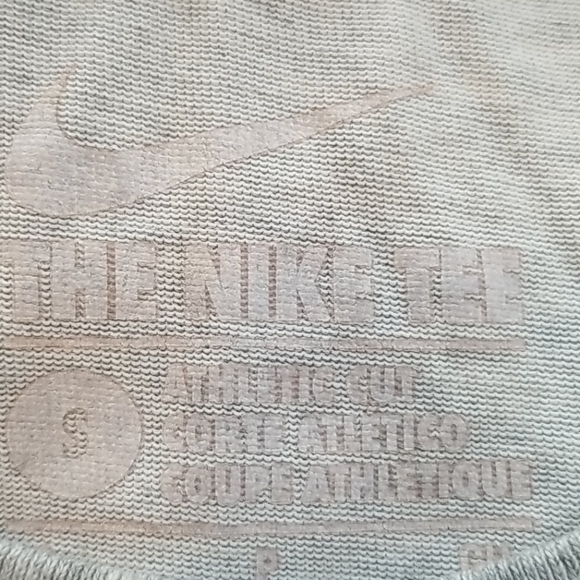 THE NIKE TEE
S
ATHLETIC CUT
CORTE ATLETICO
COUPE ATHLETIQUE
P